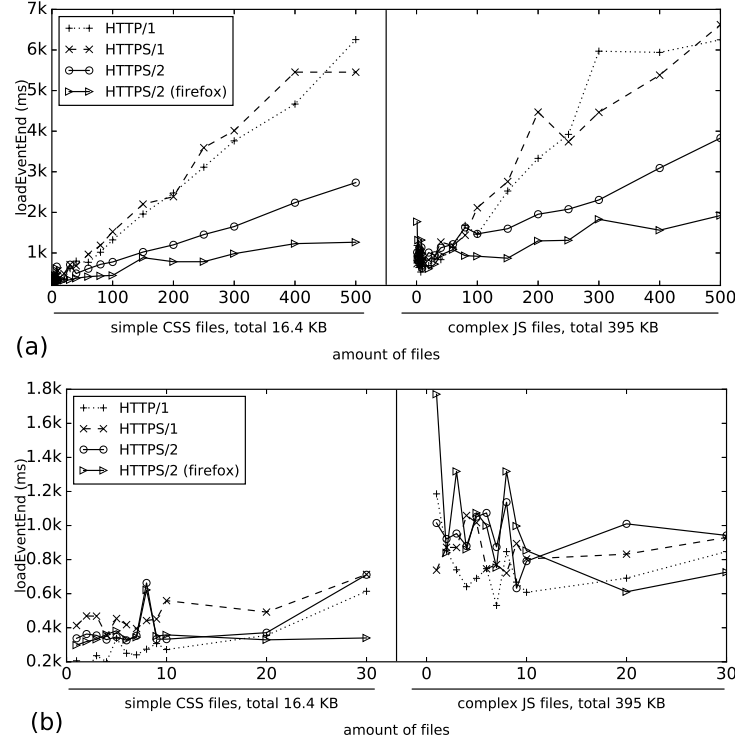 7k
6k
5k
4k
3k
2k
1k
loadEventEnd (ms)
HTTP/1
HTTPS/1
HTTPS/2
HTTPS/2 (firefox)
0 100 200 300 400 500 0 100 200 300 400 500
simple CSS files, total 16.4 KB complex JS files, total 395 KB
(a)
amount of files
1.8k
1.6k
1.4k
1.2k
1.0k
0.8k
0.6k
0.4k
0.2k
loadEventEnd (ms)
HTTP/1
HTTPS/1
HTTPS/2
HTTPS/2 (firefox)
0 10 20 30 0 10 20 30
simple CSS files, total 16.4 KB complex JS files, total 395 KB
(b)
amount of files